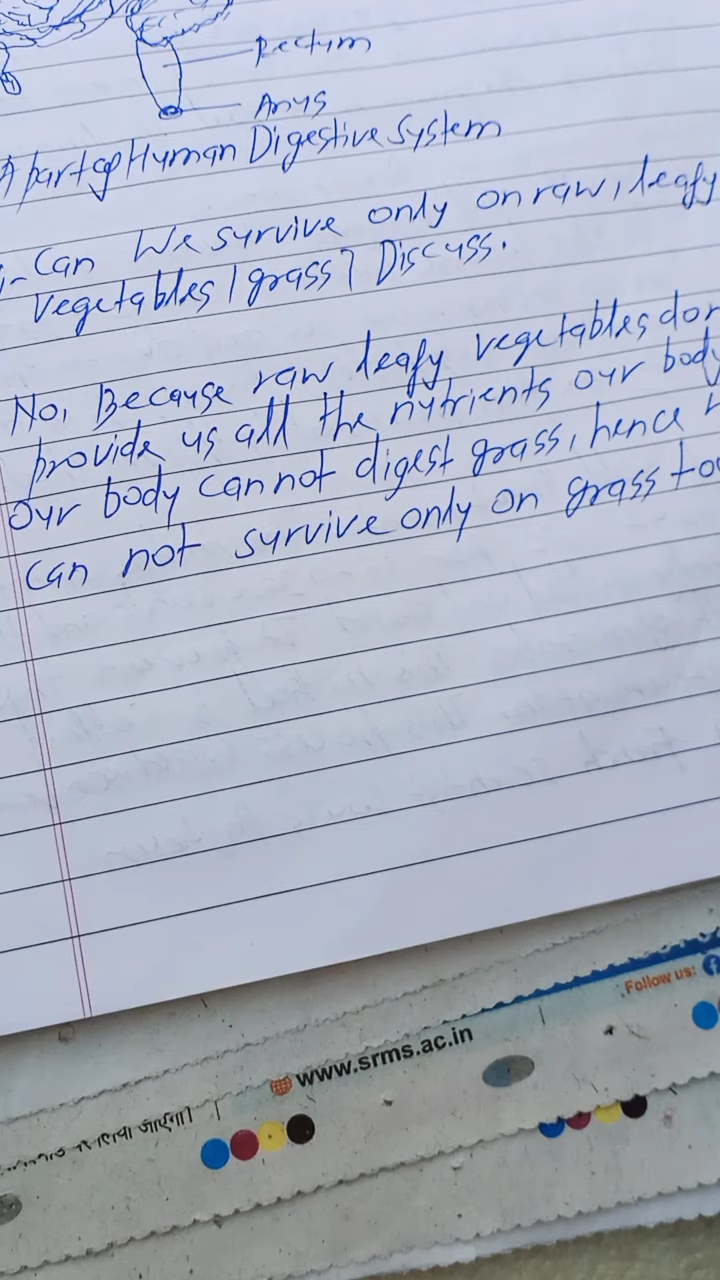 Rectum
Anus
A part of Human Digestive System
- Can We survive only on raw, leafy
vegetables / grass? Discuss.
No, Because raw leafy vegetables don
provide us all the nutrients our body
Our body cannot digest grass, hence
can not survive only on grass to
Follow us:
www.srms.ac.in
जाएगा।